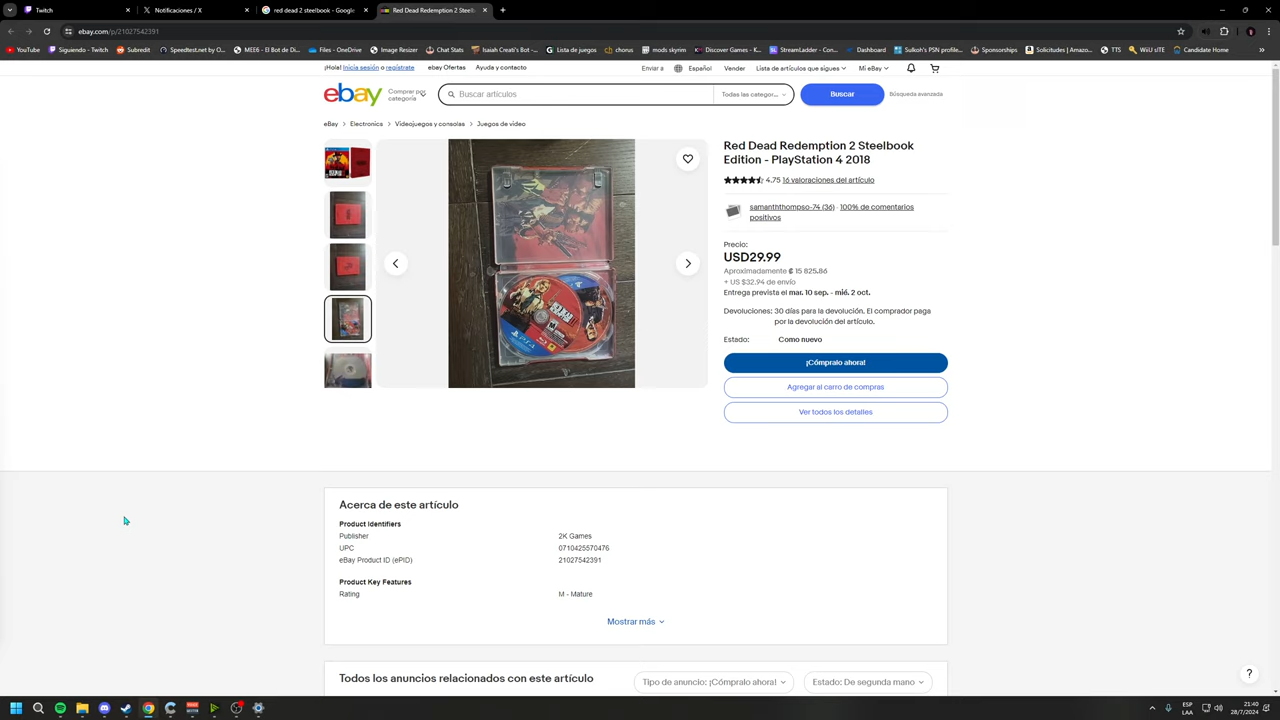 Twitch
Notificaciones / X
red dead 2 steelbook - Google
Red Dead Redemption 2 Steelb
ebay.com/p/21027542391
YouTube
Siguiendo - Twitch
Subredit
Speedtest.net by O...
MEE6 - El Bot de Di...
Files - OneDrive
Image Resizer
Chat Stats
Isaiah Creati's Bot -...
Lista de juegos
chorus
mods skyrim
Discover Games - K...
StreamLadder - Con...
Dashboard
Sponsorships
Solicitudes | Amazo...
TTS
Candidate Home
¡Hola! Inicia sesión o regístrate
ebay Ofertas
Ayuda y contacto
Enviar a
Español
Vender
Lista de artículos que sigues
Mi eBay
ebay
Comprar por
categoría
Buscar artículos
Todas las categor...
Buscar
Búsqueda avanzada
eBay
Electronics
Videojuegos y consolas
Juegos de video
Red Dead Redemption 2 Steelbook
Edition - PlayStation 4 2018
4.75 16 valoraciones del artículo
samanththompso-74 (36) · 100% de comentarios
positivos
Precio:
USD29.99
Aproximadamente ₡ 15 825.86
+ US $32.94 de envío
Entrega prevista el mar. 10 sep. - mié. 2 oct.
Devoluciones: 30 días para la devolución. El comprador paga
por la devolución del artículo.
Estado: Como nuevo
¡Cómpralo ahora!
Agregar al carro de compras
Ver todos los detalles
PS4
Acerca de este artículo
Product Identifiers
Publisher 2K Games
UPC 0710425570476
eBay Product ID (ePID) 21027542391
Product Key Features
Rating M - Mature
Mostrar más
Todos los anuncios relacionados con este artículo
Tipo de anuncio: ¡Cómpralo ahora!
Estado: De segunda mano
?
ESP
LAA
21:40
28/7/2024